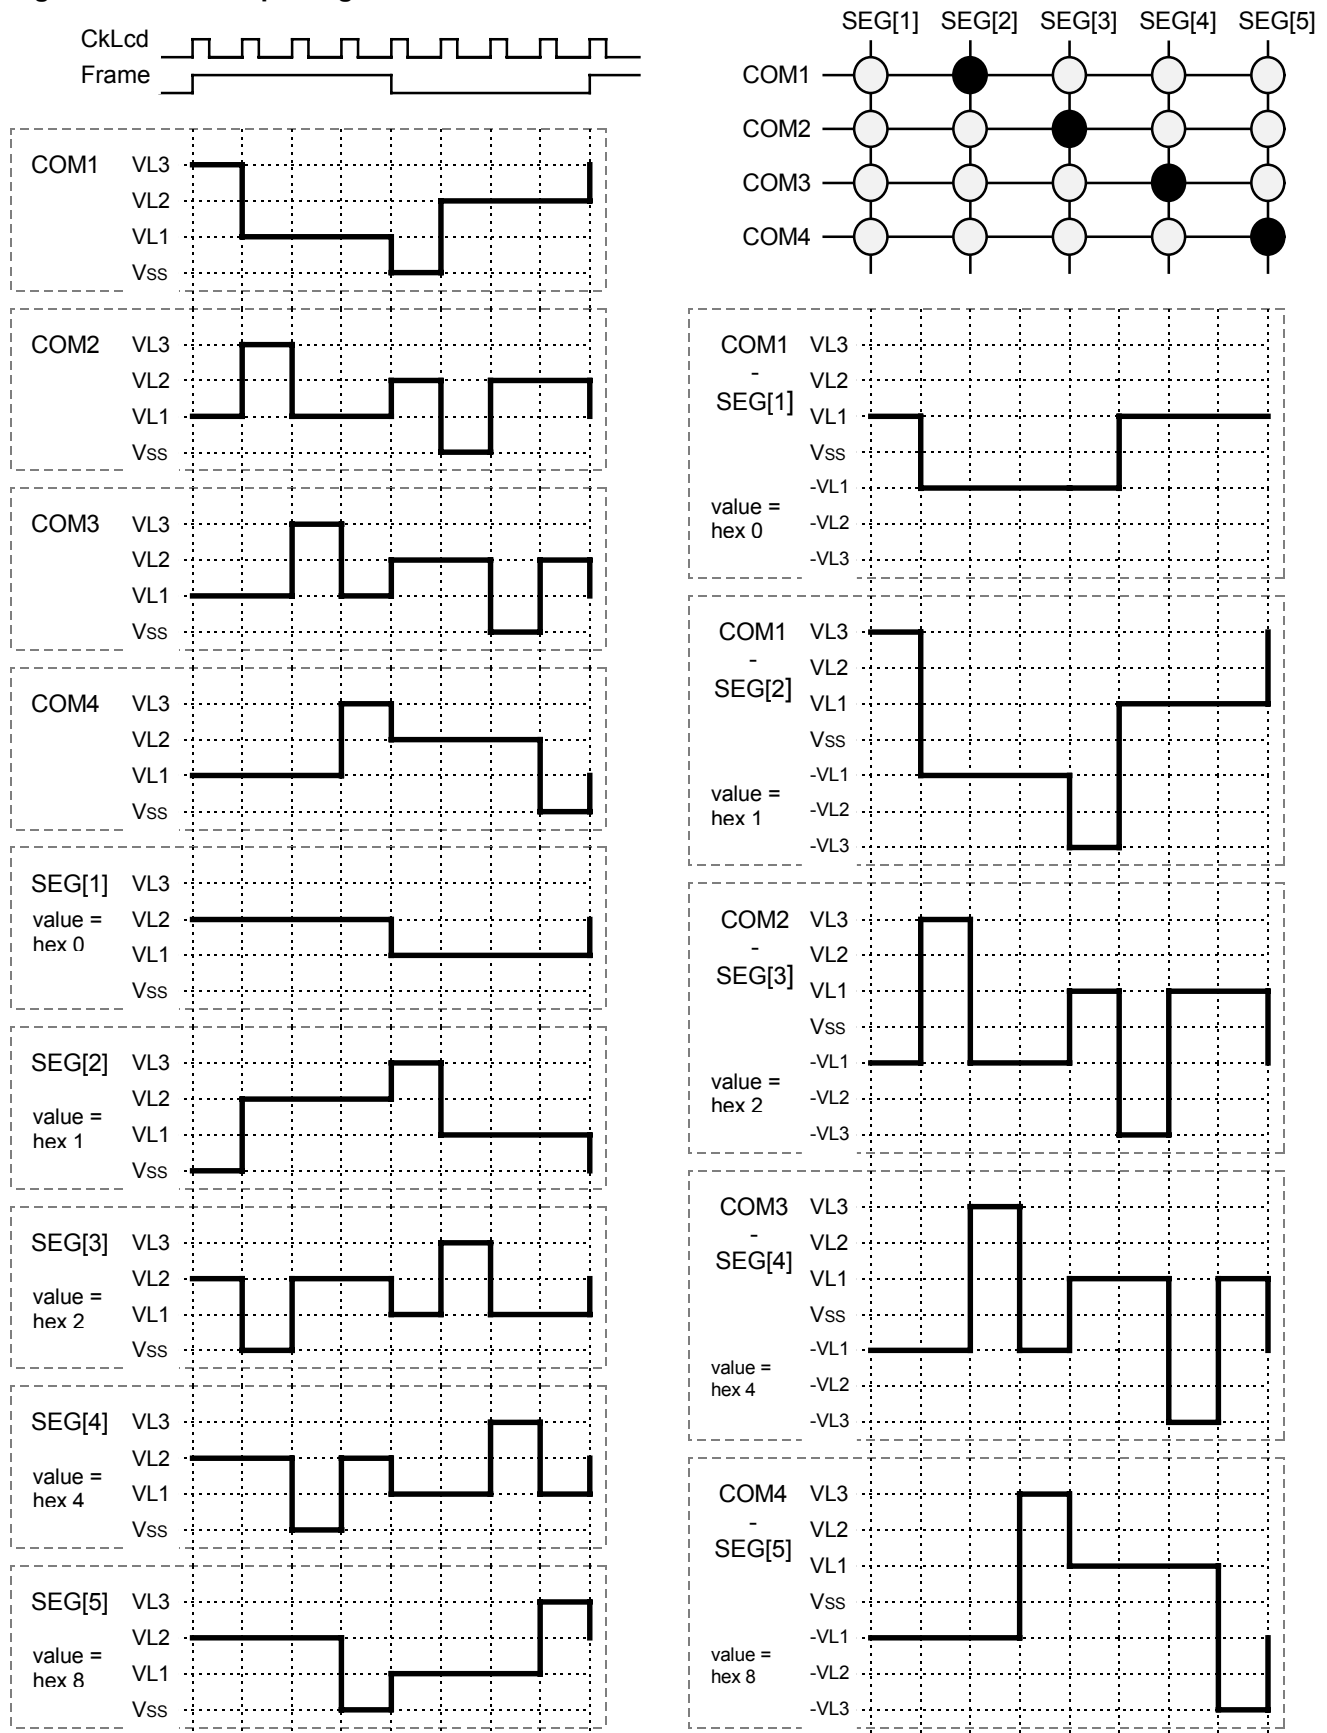 CkLcd
Frame
COM1
VL3
VL2
VL1
Vss
COM2
VL3
VL2
VL1
Vss
COM3
VL3
VL2
VL1
Vss
COM4
VL3
VL2
VL1
Vss
SEG[1]
value =
hex 0
VL3
VL2
VL1
Vss
SEG[2]
value =
hex 1
VL3
VL2
VL1
Vss
SEG[3]
value =
hex 2
VL3
VL2
VL1
Vss
SEG[4]
value =
hex 4
VL3
VL2
VL1
Vss
SEG[5]
value =
hex 8
VL3
VL2
VL1
Vss
SEG[1] SEG[2] SEG[3] SEG[4] SEG[5]
COM1
COM2
COM3
COM4
COM1
-
SEG[1]
value =
hex 0
VL3
VL2
VL1
Vss
-VL1
-VL2
-VL3
COM1
-
SEG[2]
value =
hex 1
VL3
VL2
VL1
Vss
-VL1
-VL2
-VL3
COM2
-
SEG[3]
value =
hex 2
VL3
VL2
VL1
Vss
-VL1
-VL2
-VL3
COM3
-
SEG[4]
value =
hex 4
VL3
VL2
VL1
Vss
-VL1
-VL2
-VL3
COM4
-
SEG[5]
value =
hex 8
VL3
VL2
VL1
Vss
-VL1
-VL2
-VL3